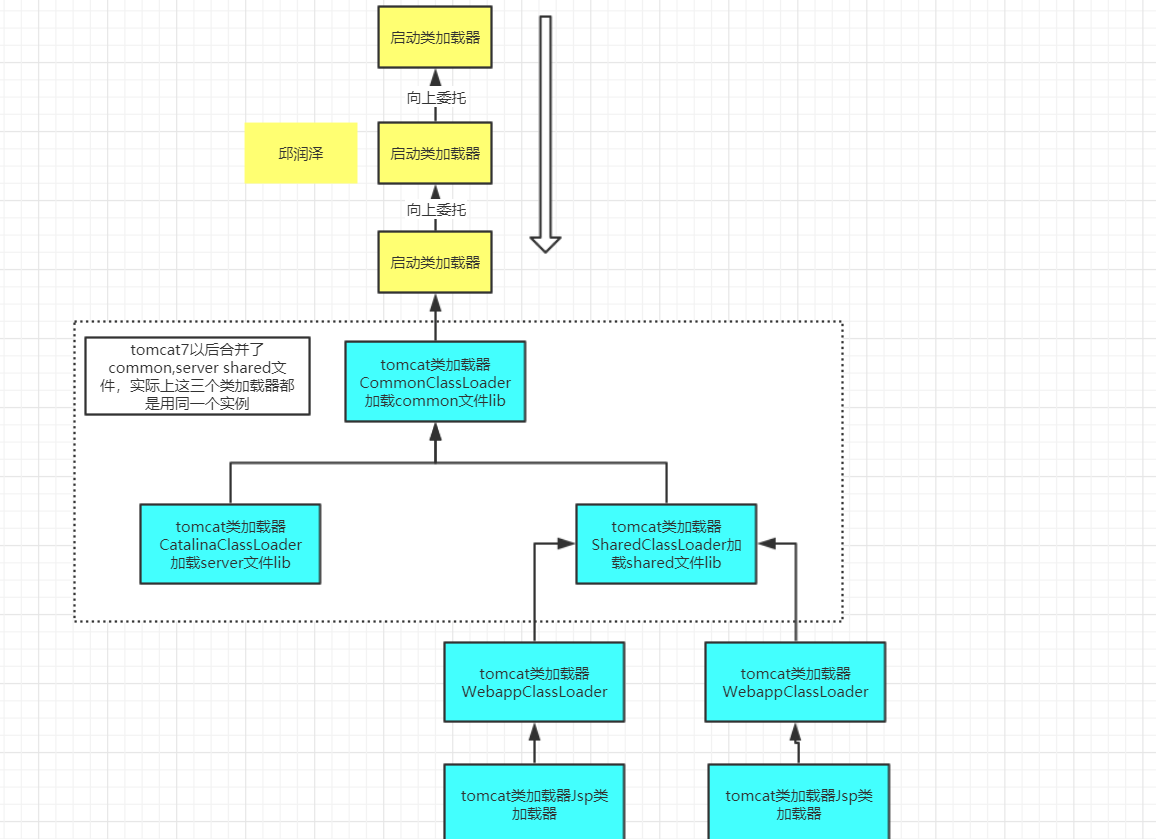 启动类加载器
向上委托
邱润泽
启动类加载器
向上委托
启动类加载器
tomcat7以后合并了
common,server shared文
件，实际上这三个类加载器都
是用同一个实例
tomcat类加载器
CommonClassLoader
加载common文件lib
tomcat类加载器
CatalinaClassLoader
加载server文件lib
tomcat类加载器
SharedClassLoader加
载shared文件lib
tomcat类加载器
WebappClassLoader
tomcat类加载器
WebappClassLoader
tomcat类加载器Jsp类
加载器
tomcat类加载器Jsp类
加载器